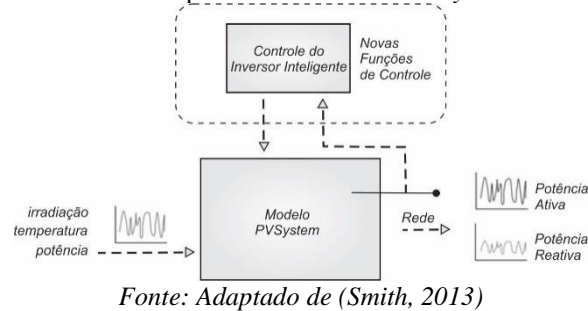 Controle do
Inversor Inteligente
Novas
Funções
de Controle
irradiação
temperatura
potência
Modelo
PVSystem
Rede
Potência
Ativa
Potência
Reativa
Fonte: Adaptado de (Smith, 2013)